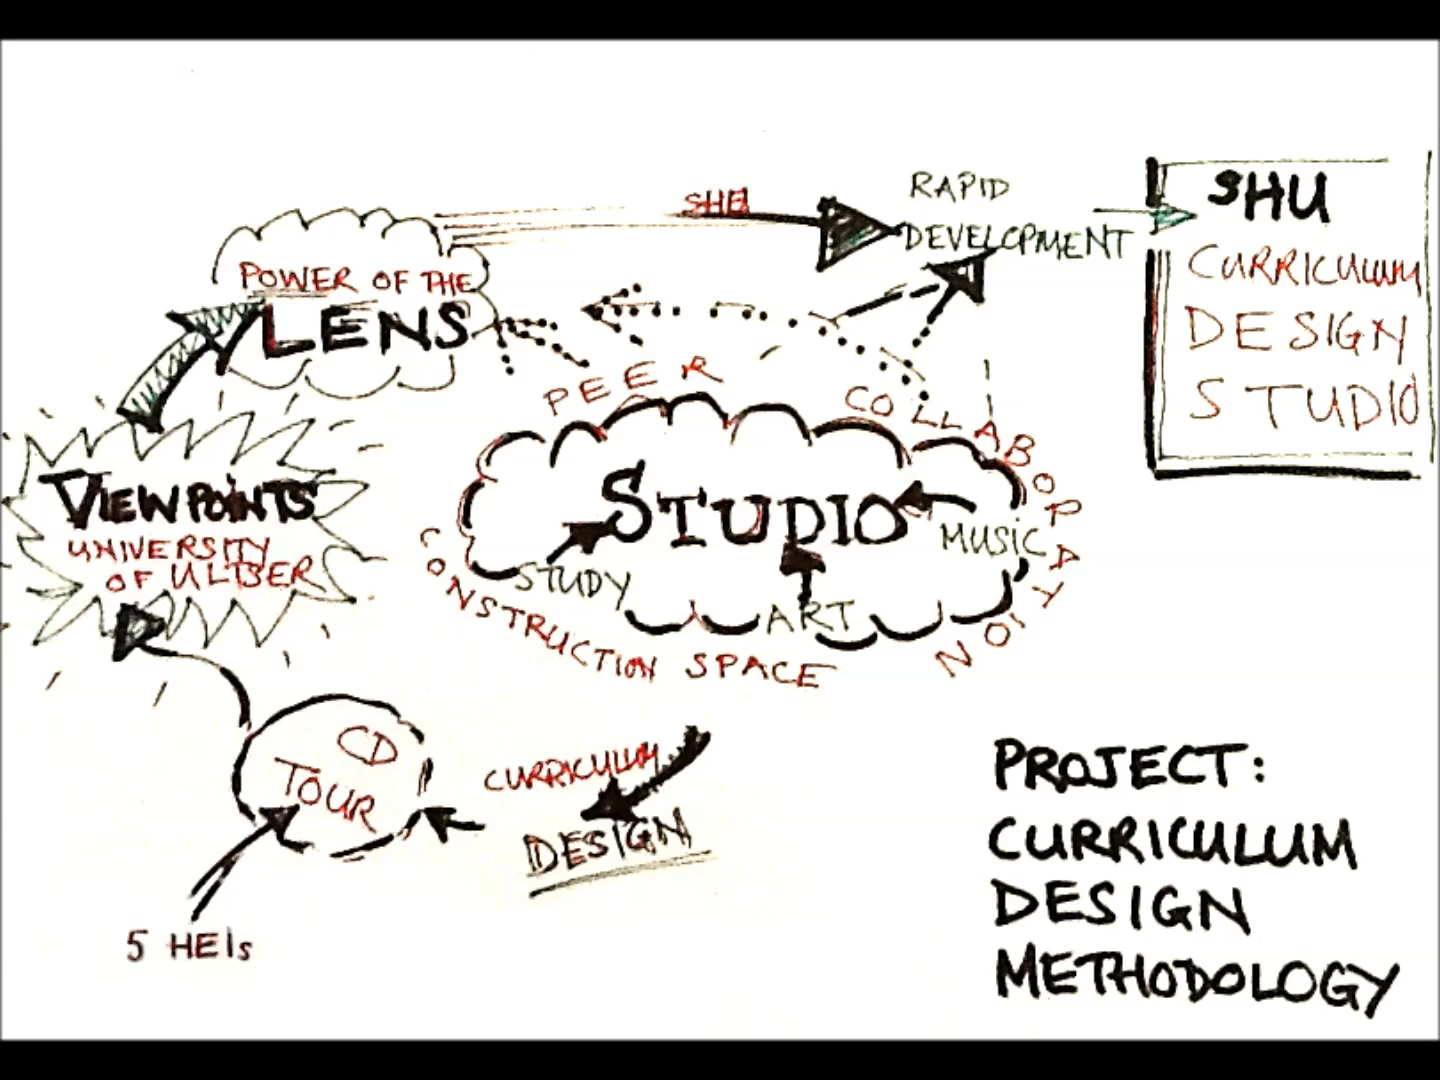 SHU
RAPID
DEVELOPMENT
SHU
CURRICULUM
DESIGN
STUDIO
POWER OF THE
LENS
PEER COLLABORATION
VIEWPOINTS
UNIVERSITY
OF ULTSER
STUDIO
MUSIC
STUDY
ART
CONSTRUCTION SPACE
CD
TOUR
CURRICULUM
DESIGN
5 HEIs
PROJECT:
CURRICULUM
DESIGN
METHODOLOGY